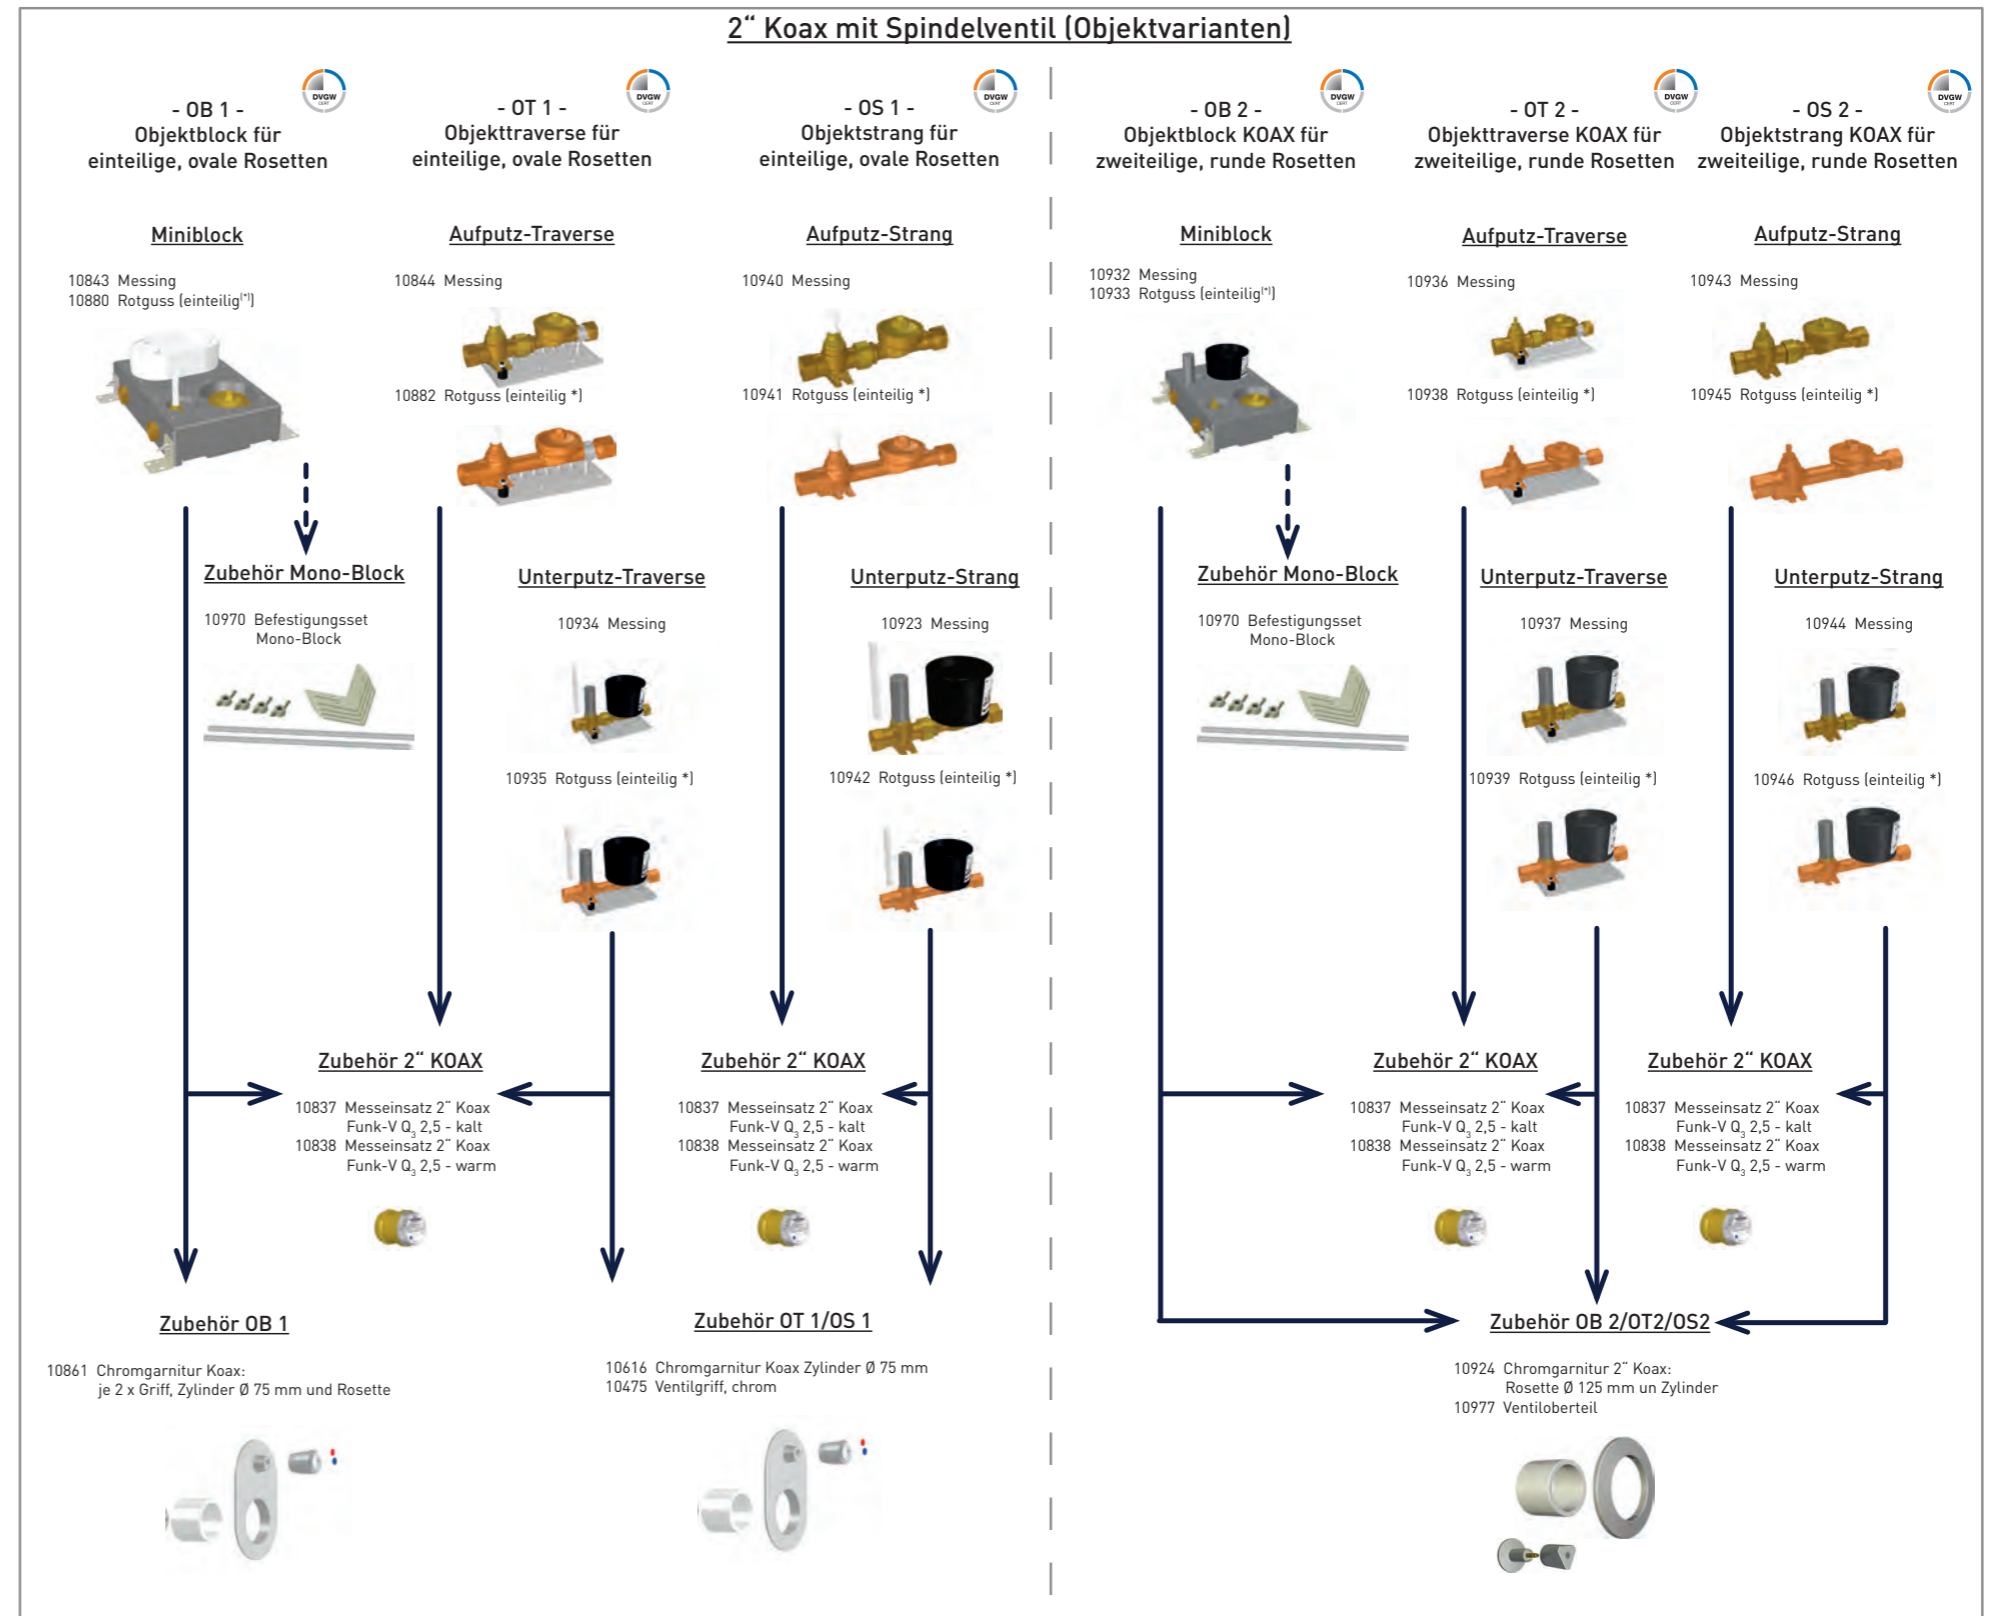 2“ Koax mit Spindelventil (Objektvarianten)
- OB 1 -
Objektblock für
einteilige, ovale Rosetten
DVGW
CERT
- OT 1 -
Objekttraverse für
einteilige, ovale Rosetten
DVGW
CERT
- OS 1 -
Objektstrang für
einteilige, ovale Rosetten
DVGW
CERT
- OB 2 -
Objektblock KOAX für
zweiteilige, runde Rosetten
DVGW
CERT
- OT 2 -
Objekttraverse KOAX für
zweiteilige, runde Rosetten
DVGW
CERT
- OS 2 -
Objektstrang KOAX für
zweiteilige, runde Rosetten
DVGW
CERT
Miniblock
10843 Messing
10880 Rotguss (einteilig(*))
Aufputz-Traverse
10844 Messing
10882 Rotguss (einteilig *)
Aufputz-Strang
10940 Messing
10941 Rotguss (einteilig *)
Miniblock
10932 Messing
10933 Rotguss (einteilig(*))
Aufputz-Traverse
10936 Messing
10938 Rotguss (einteilig *)
Aufputz-Strang
10943 Messing
10945 Rotguss (einteilig *)
Zubehör Mono-Block
10970 Befestigungsset
Mono-Block
Unterputz-Traverse
10934 Messing
10935 Rotguss (einteilig *)
Unterputz-Strang
10923 Messing
10942 Rotguss (einteilig *)
Zubehör Mono-Block
10970 Befestigungsset
Mono-Block
Unterputz-Traverse
10937 Messing
10939 Rotguss (einteilig *)
Unterputz-Strang
10944 Messing
10946 Rotguss (einteilig *)
Zubehör 2“ KOAX
10837 Messeinsatz 2“ Koax
Funk-V Q3 2,5 - kalt
10838 Messeinsatz 2“ Koax
Funk-V Q3 2,5 - warm
Zubehör 2“ KOAX
10837 Messeinsatz 2“ Koax
Funk-V Q3 2,5 - kalt
10838 Messeinsatz 2“ Koax
Funk-V Q3 2,5 - warm
Zubehör 2“ KOAX
10837 Messeinsatz 2“ Koax
Funk-V Q3 2,5 - kalt
10838 Messeinsatz 2“ Koax
Funk-V Q3 2,5 - warm
Zubehör 2“ KOAX
10837 Messeinsatz 2“ Koax
Funk-V Q3 2,5 - kalt
10838 Messeinsatz 2“ Koax
Funk-V Q3 2,5 - warm
Zubehör OB 1
10861 Chromgarnitur Koax:
je 2 x Griff, Zylinder Ø 75 mm und Rosette
Zubehör OT 1/OS 1
10616 Chromgarnitur Koax Zylinder Ø 75 mm
10475 Ventilgriff, chrom
Zubehör OB 2/OT2/OS2
10924 Chromgarnitur 2“ Koax:
Rosette Ø 125 mm un Zylinder
10977 Ventiloberteil